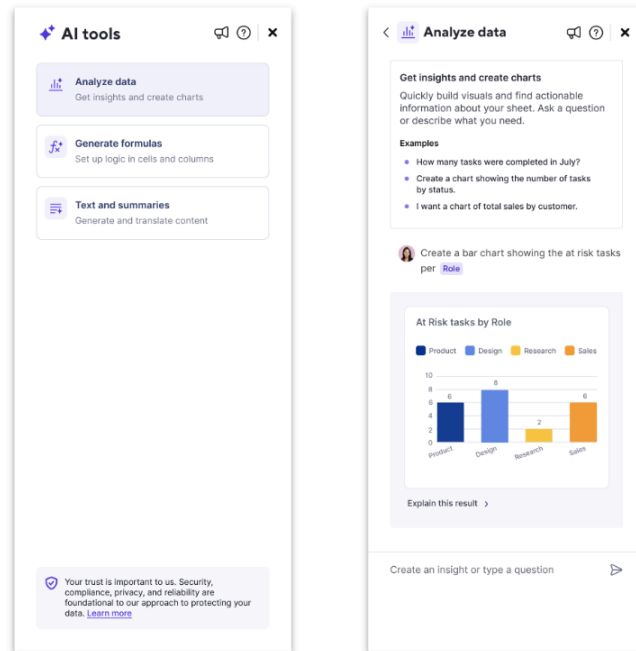 AI tools
Analyze data
Get insights and create charts
Generate formulas
Set up logic in cells and columns
Text and summaries
Generate and translate content
Your trust is important to us. Security,
compliance, privacy, and reliability are
foundational to our approach to protecting your
data. Learn more
Analyze data
Get insights and create charts
Quickly build visuals and find actionable
information about your sheet. Ask a question
or describe what you need.
Examples
How many tasks were completed in July?
Create a chart showing the number of tasks
by status.
I want a chart of total sales by customer.
Create a bar chart showing the at risk tasks
per Role
At Risk tasks by Role
Product Design Research Sales
10
8
6
4
2
0
6
8
2
6
Product Design Research Sales
Explain this result
Create an insight or type a question